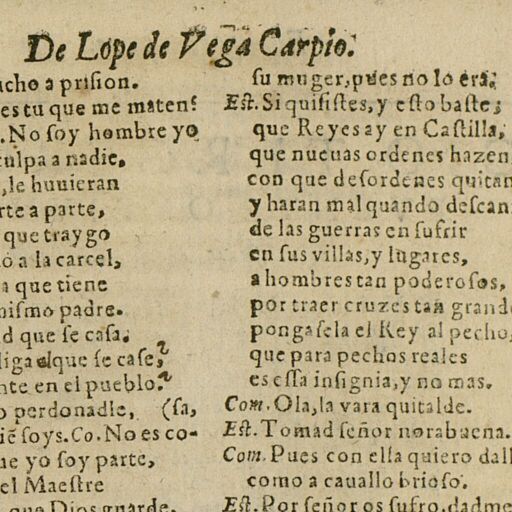 De Lope de Vega Carpio.
ucho a prision.
es tu que me maten?
. No soy hombre yo
culpa a nadie,
, le huuieran
rte a parte,
que traygo
a la carcel,
a que tiene
mismo padre.
d que se casa.
liga a que se case,
nte en el pueblo?
o perdonadle, (sa,
iẽ soys. Co. No es co-
ue yo soy parte,
el Maestre
que Dios guarde.
su muger, pues no lo era;
Est. Si quisistes, y esto baste;
que Reyes ay en Castilla,
que nueuas ordenes hazen,
con que desordenes quitan
y haran mal quando descan
de las guerras en sufrir
en sus villas, y lugares,
a hombres tan poderosos,
por traer cruzes tan grande
pongasela el Rey al pecho,
que para pechos reales
es essa insignia, y no mas.
Com. Ola, la vara quitalde.
Est. Tomad señor norabuena.
Com. Pues con ella quiero dall
como a cauallo brioso.
Est. Por señor os sufro, dadme